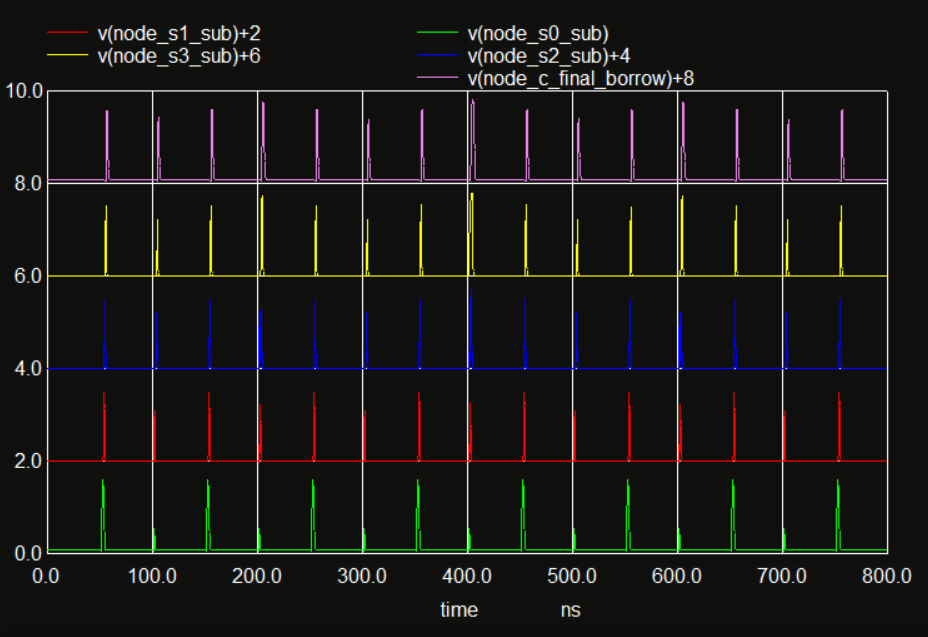 v(node_s1_sub)+2 v(node_s0_sub)
v(node_s3_sub)+6 v(node_s2_sub)+4
v(node_c_final_borrow)+8
10.0
8.0
6.0
4.0
2.0
0.0
0.0 100.0 200.0 300.0 400.0 500.0 600.0 700.0 800.0
time ns